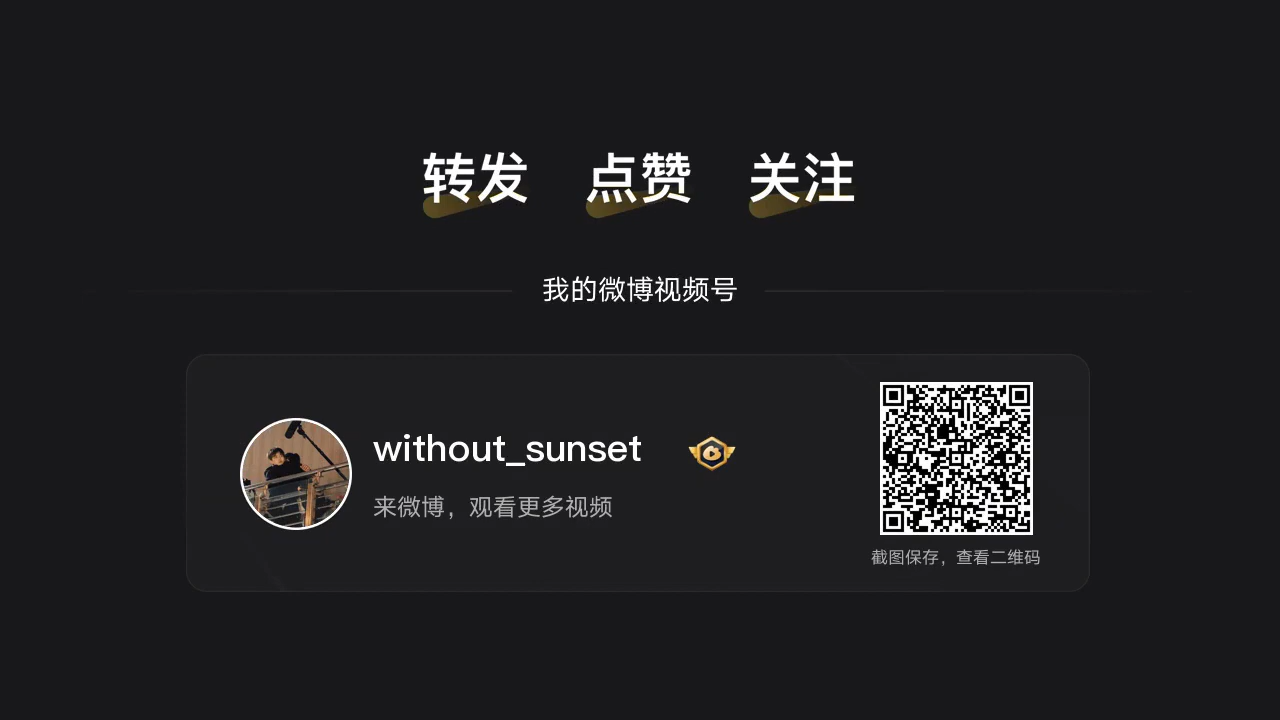 转发 点赞 关注
我的微博视频号
without_sunset
来微博，观看更多视频
截图保存，查看二维码